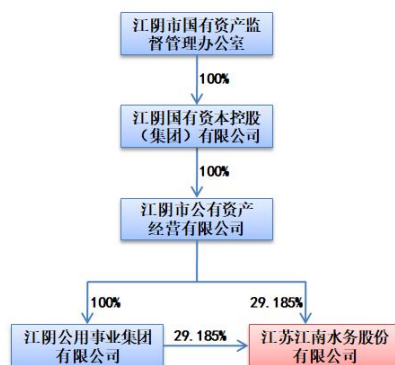 江阴市国有资产监
督管理办公室
100%
江阴国有资本控股
（集团）有限公司
100%
江阴市公有资产
经营有限公司
100%
29.185%
江阴公用事业集团
有限公司
29.185%
江苏江南水务股份
有限公司